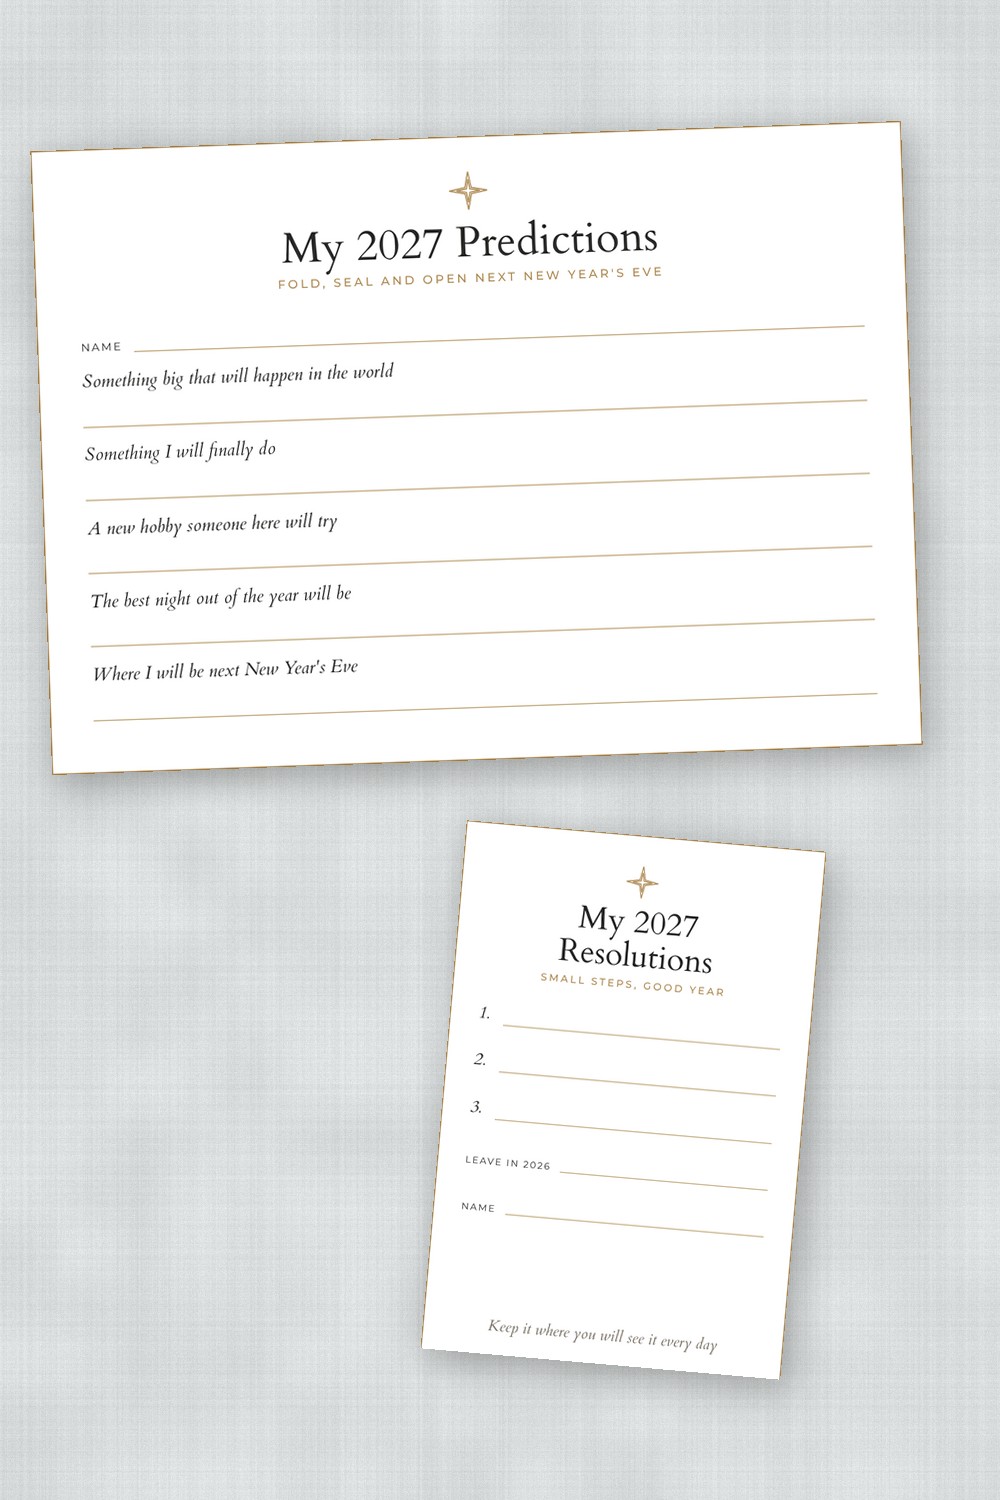 My 2027 Predictions
FOLD, SEAL AND OPEN NEXT NEW YEAR'S EVE
NAME
Something big that will happen in the world
Something I will finally do
A new hobby someone here will try
The best night out of the year will be
Where I will be next New Year's Eve
My 2027
Resolutions
SMALL STEPS, GOOD YEAR
1.
2.
3.
LEAVE IN 2026
NAME
Keep it where you will see it every day